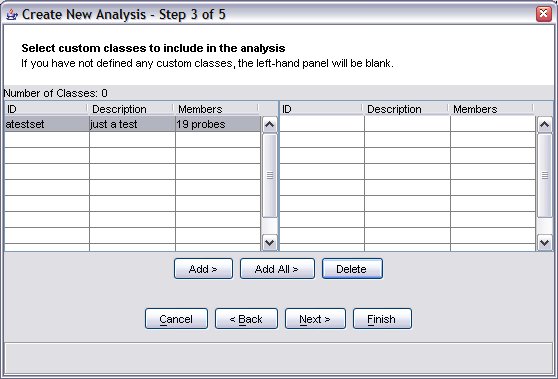 Create New Analysis - Step 3 of 5
Select custom classes to include in the analysis
If you have not defined any custom classes, the left-hand panel will be blank.
Number of Classes: 0
ID Description Members ID Description Members
atestset just a test 19 probes
Add > Add All > Delete
Cancel < Back Next > Finish